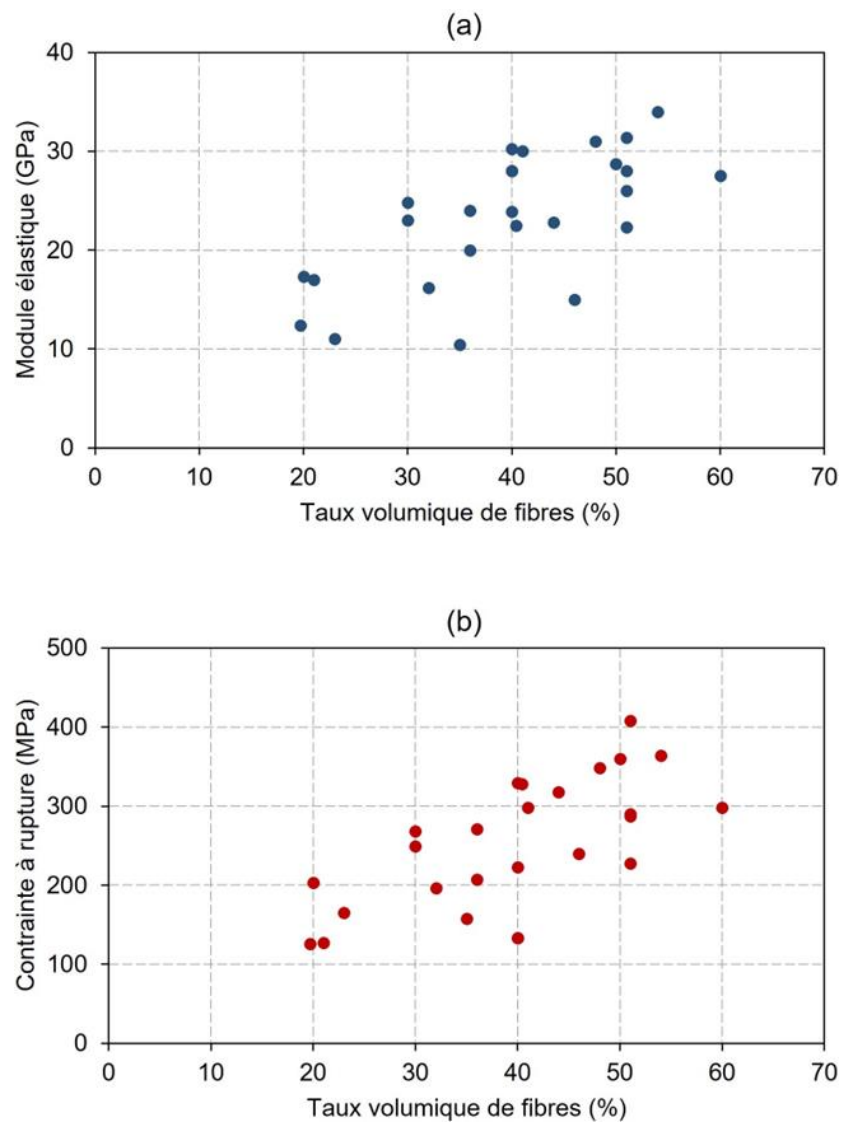 (a)
40
30
20
10
0
Module élastique (GPa)
0 10 20 30 40 50 60 70
Taux volumique de fibres (%)
(b)
500
400
300
200
100
0
Contrainte à rupture (MPa)
0 10 20 30 40 50 60 70
Taux volumique de fibres (%)